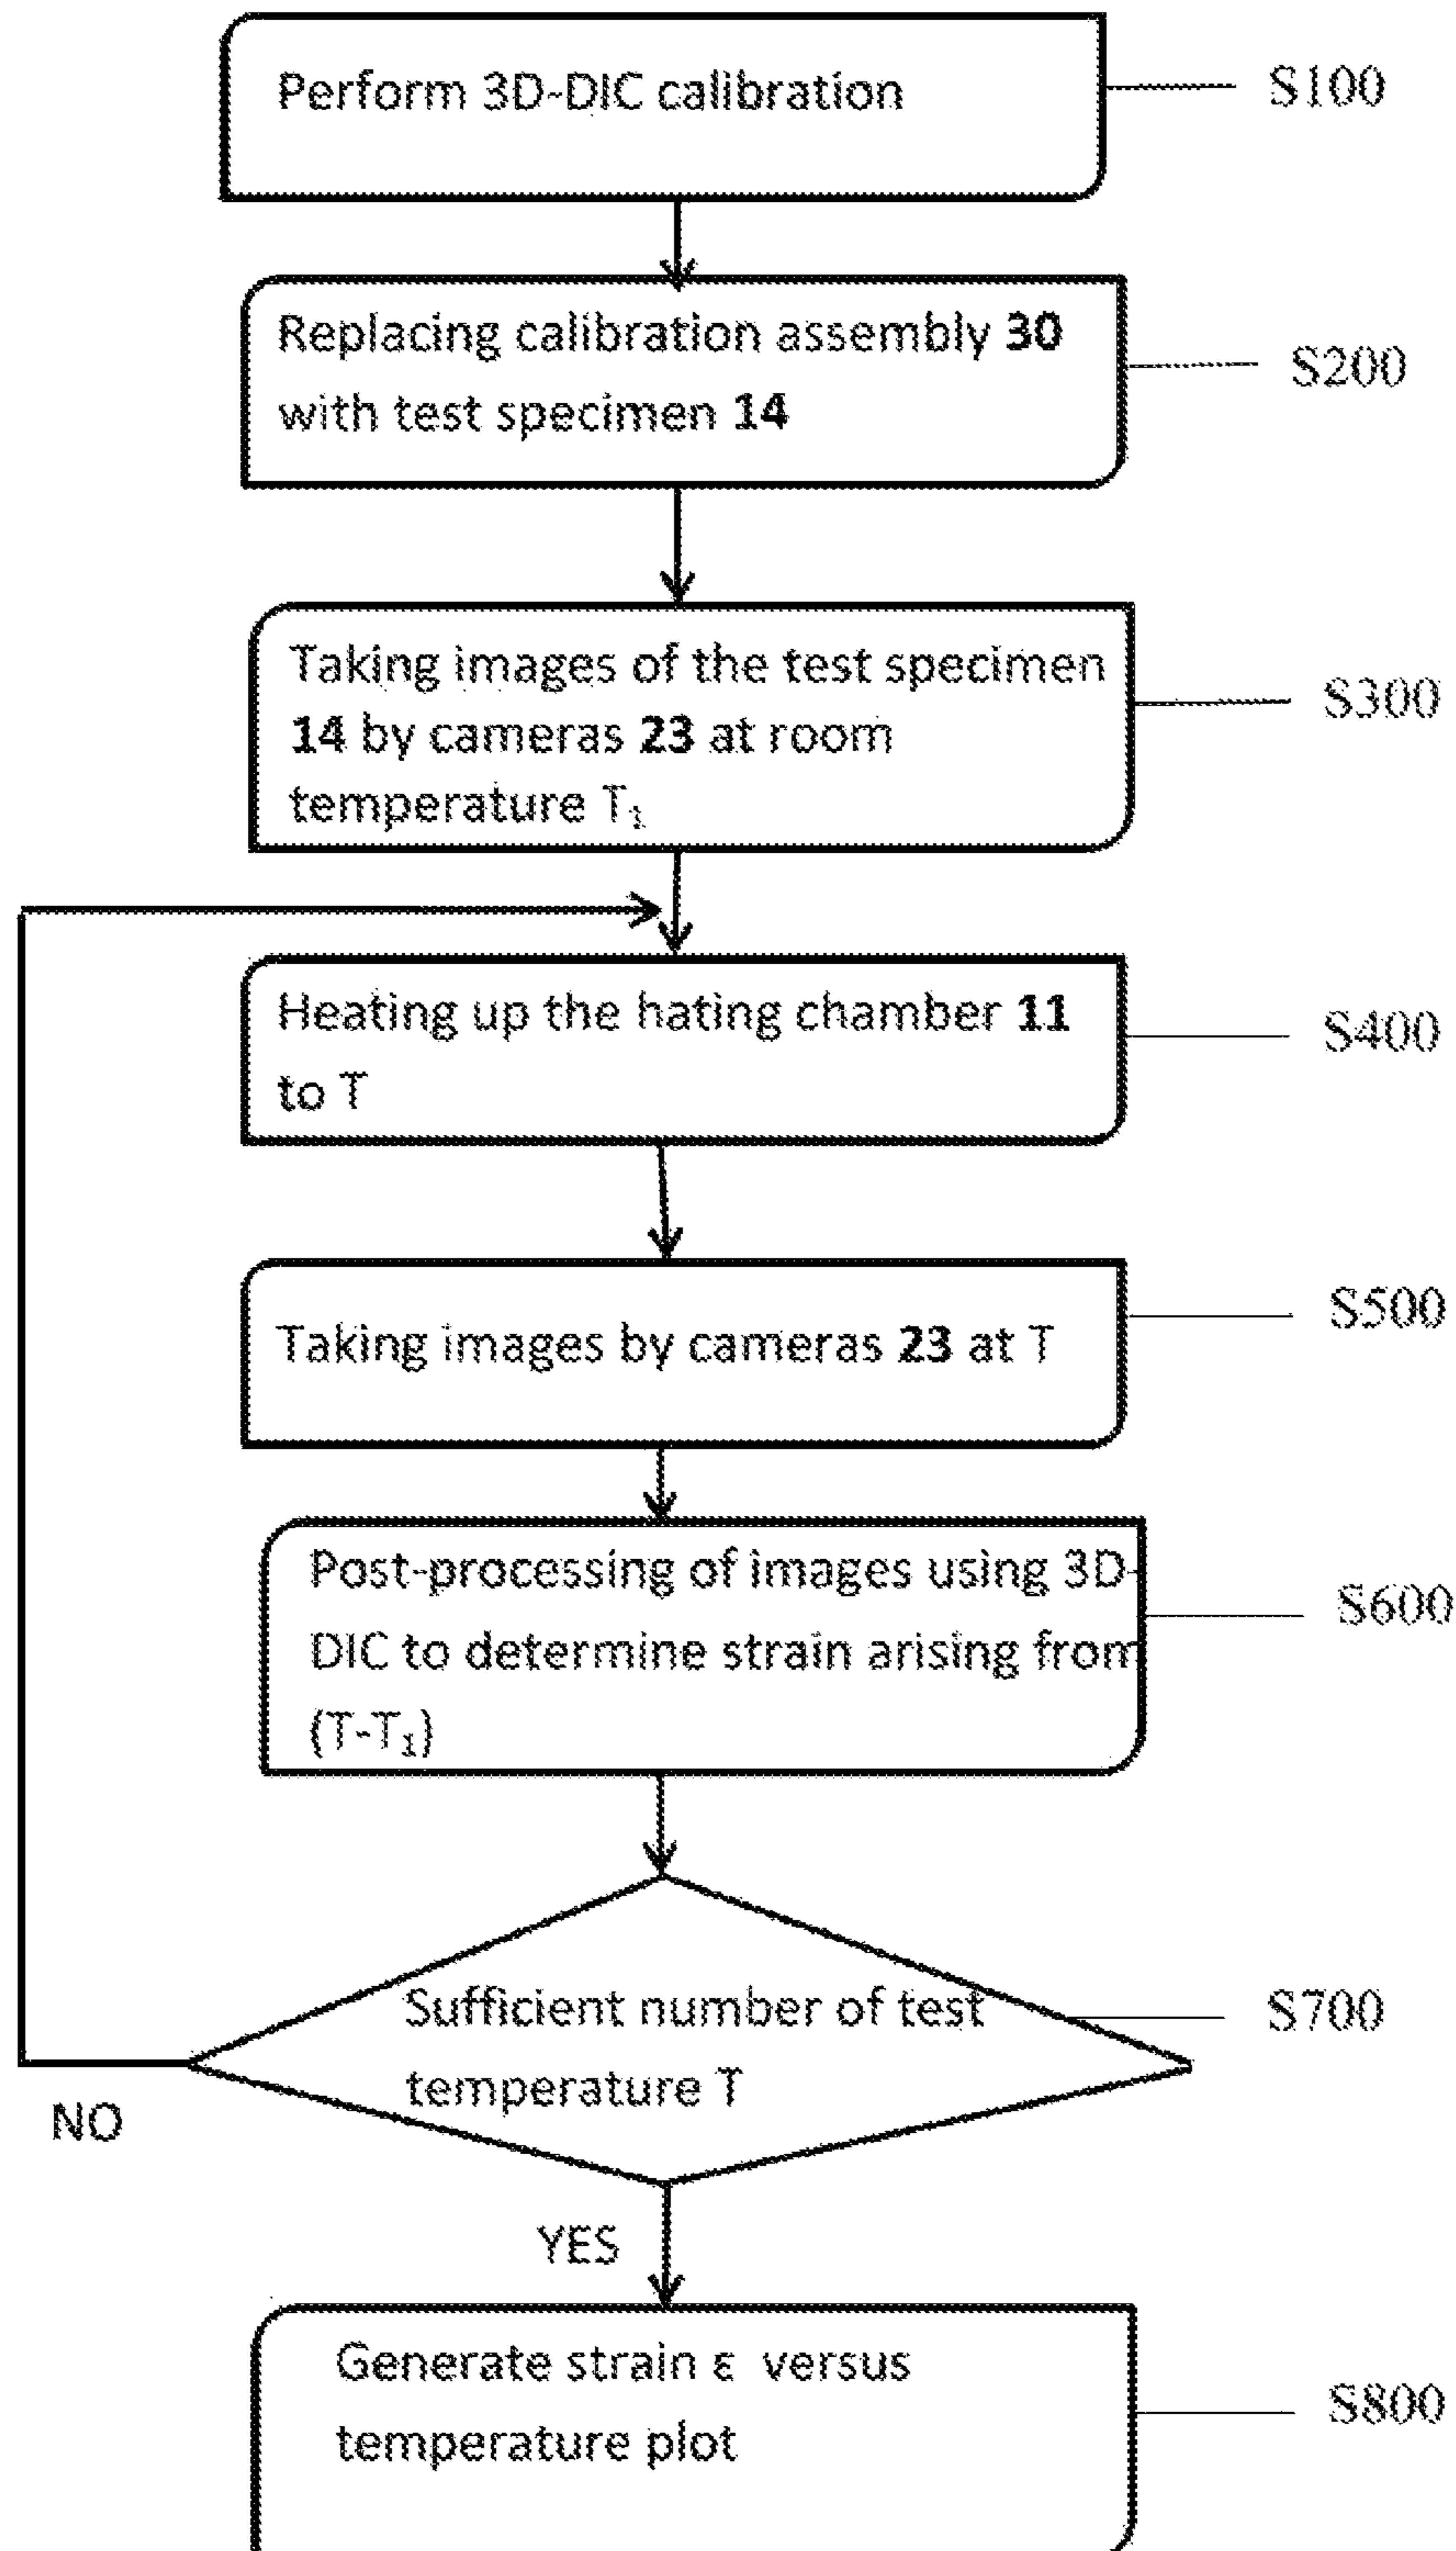 Perform 3D-DIC calibration
S100
Replacing calibration assembly 30
with test specimen 14
S200
Taking images of the test specimen
14 by cameras 23 at room
temperature T₁
S300
Heating up the hating chamber 11
to T
S400
Taking images by cameras 23 at T
S500
Post-processing of images using 3D-
DIC to determine strain arising from
(T-T₁)
S600
Sufficient number of test
temperature T
S700
NO
YES
Generate strain ε versus
temperature plot
S800